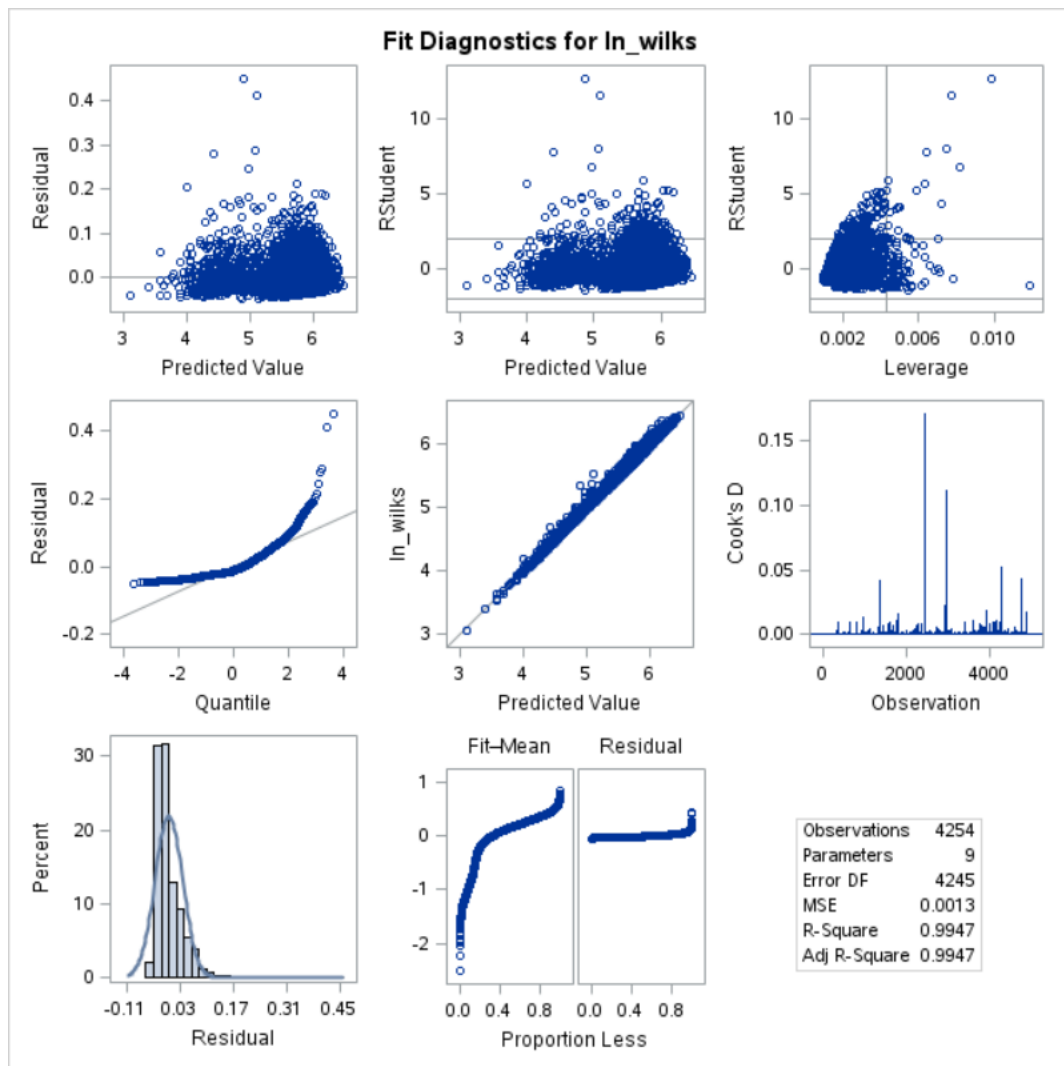 Fit Diagnostics for ln_wilks
Residual
0.4
0.3
0.2
0.1
0.0
3 4 5 6
Predicted Value
RStudent
10
5
0
3 4 5 6
Predicted Value
RStudent
10
5
0
0.002 0.006 0.010
Leverage
Residual
0.4
0.2
0.0
-0.2
-4 -2 0 2 4
Quantile
ln_wilks
6
5
4
3
3 4 5 6
Predicted Value
Cook's D
0.15
0.10
0.05
0.00
0 2000 4000
Observation
Percent
30
20
10
0
-0.11 0.03 0.17 0.31 0.45
Residual
Fit–Mean Residual
1
0
-1
-2
0.0 0.4 0.8 0.0 0.4 0.8
Proportion Less
Observations 4254
Parameters 9
Error DF 4245
MSE 0.0013
R-Square 0.9947
Adj R-Square 0.9947